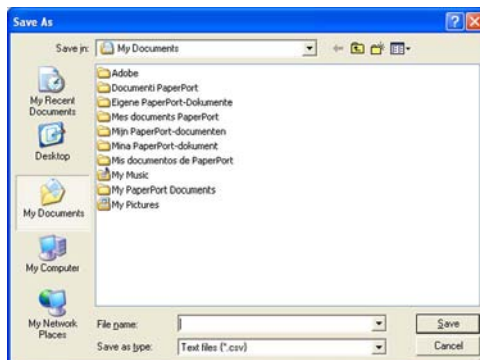 Save As
Save in:
My Documents
My Recent
Documents
Desktop
My Documents
My Computer
My Network
Places
Adobe
Documenti PaperPort
Eigene PaperPort-Dokumente
Mes documents PaperPort
Mijn PaperPort-documenten
Mina PaperPort-dokument
Mis documentos de PaperPort
My Music
My PaperPort Documents
My Pictures
File name:
Save
Save as type:
Text files (*.csv)
Cancel